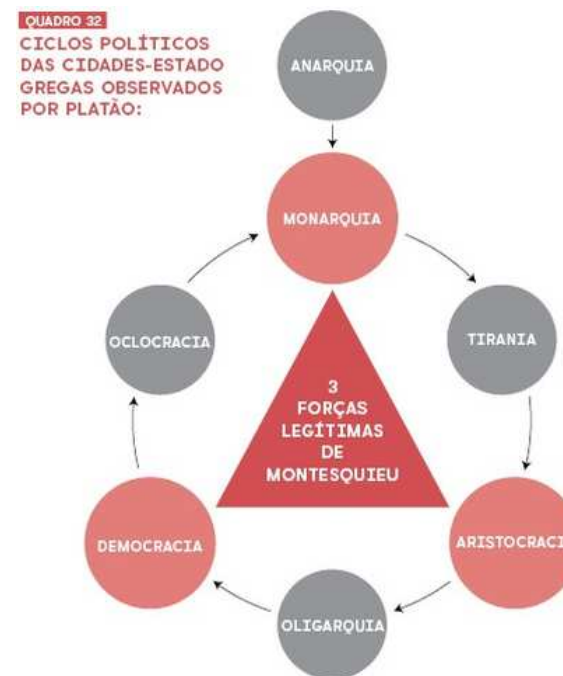 QUADRO 32
CICLOS POLÍTICOS
DAS CIDADES-ESTADO
GREGAS OBSERVADOS
POR PLATÃO:
ANARQUIA
MONARQUIA
OCLOCRACIA
TIRANIA
3
FORÇAS
LEGÍTIMAS
DE
MONTESQUIEU
DEMOCRACIA
ARISTOCRACI
OLIGARQUIA